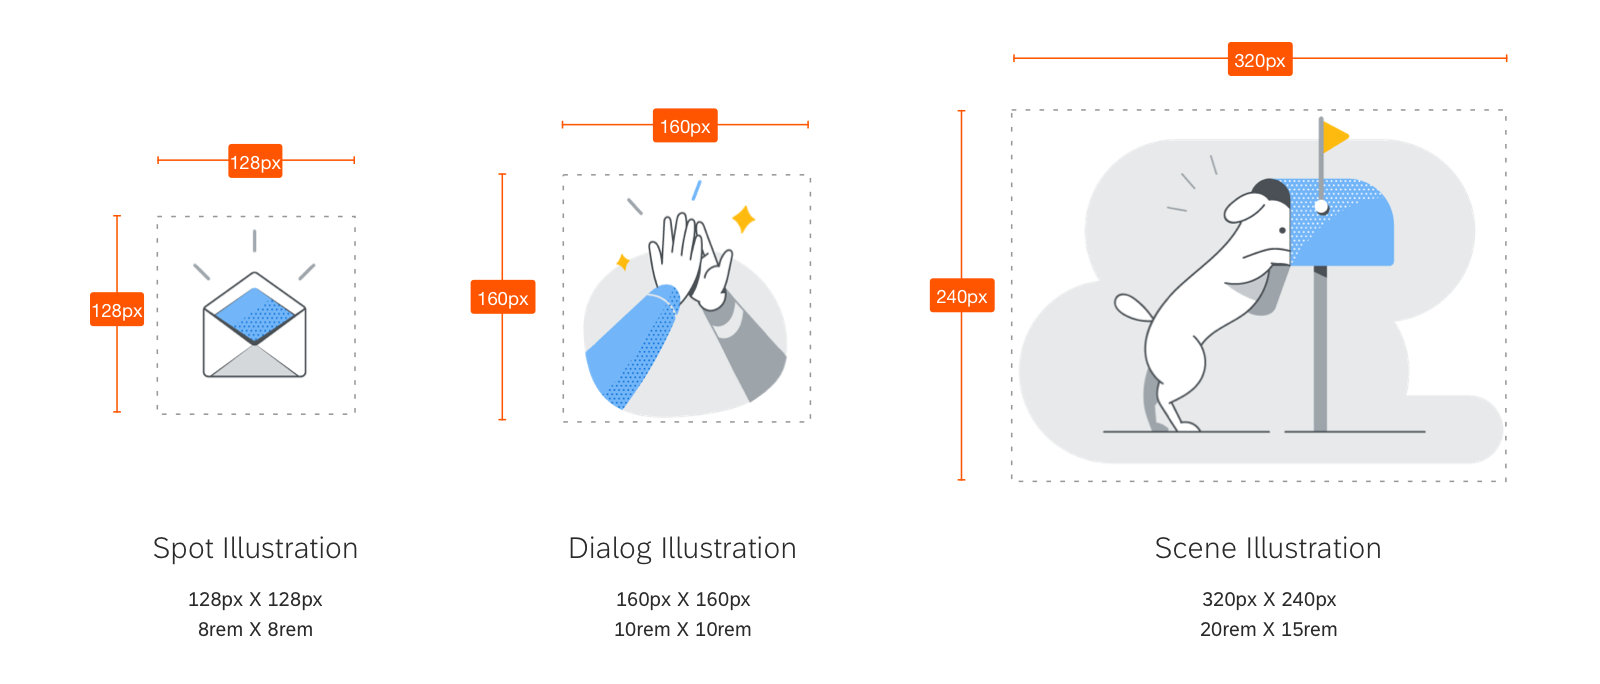 128px
128px
Spot Illustration
128px X 128px
8rem X 8rem
160px
160px
Dialog Illustration
160px X 160px
10rem X 10rem
320px
240px
Scene Illustration
320px X 240px
20rem X 15rem